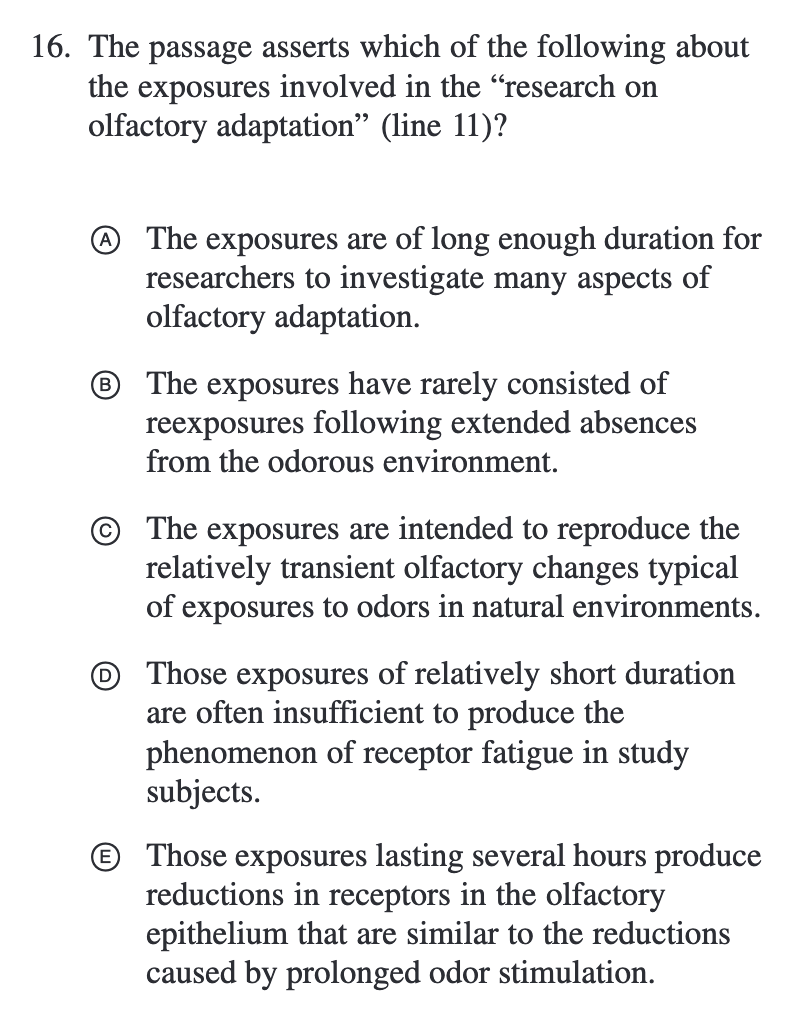 16. The passage asserts which of the following about
the exposures involved in the “research on
olfactory adaptation” (line 11)?
A The exposures are of long enough duration for
researchers to investigate many aspects of
olfactory adaptation.
B The exposures have rarely consisted of
reexposures following extended absences
from the odorous environment.
C The exposures are intended to reproduce the
relatively transient olfactory changes typical
of exposures to odors in natural environments.
D Those exposures of relatively short duration
are often insufficient to produce the
phenomenon of receptor fatigue in study
subjects.
E Those exposures lasting several hours produce
reductions in receptors in the olfactory
epithelium that are similar to the reductions
caused by prolonged odor stimulation.